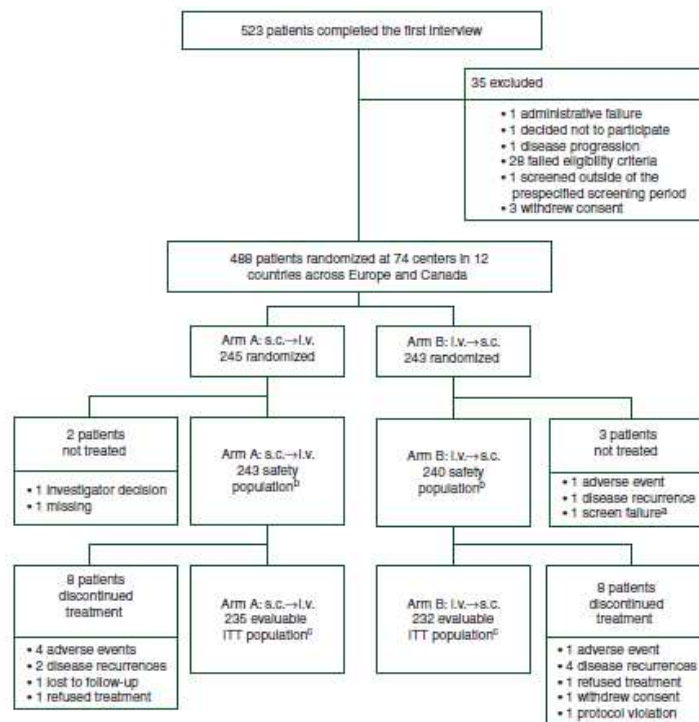 523 patients completed the first interview
35 excluded
• 1 administrative failure
• 1 decided not to participate
• 1 disease progression
• 28 failed eligibility criteria
• 1 screened outside of the
prespecified screening period
• 3 withdrew consent
488 patients randomized at 74 centers in 12
countries across Europe and Canada
Arm A: s.c.→i.v.
245 randomized
Arm B: i.v.→s.c.
243 randomized
2 patients
not treated
• 1 investigator decision
• 1 missing
Arm A: s.c.→i.v.
243 safety
populationb
Arm B: i.v.→s.c.
240 safety
populationb
3 patients
not treated
• 1 adverse event
• 1 disease recurrence
• 1 screen failurea
8 patients
discontinued
treatment
• 4 adverse events
• 2 disease recurrences
• 1 lost to follow-up
• 1 refused treatment
Arm A: s.c.→i.v.
235 evaluable
ITT populationc
Arm B: i.v.→s.c.
232 evaluable
ITT populationc
8 patients
discontinued
treatment
• 1 adverse event
• 4 disease recurrences
• 1 refused treatment
• 1 withdrew consent
• 1 protocol violation